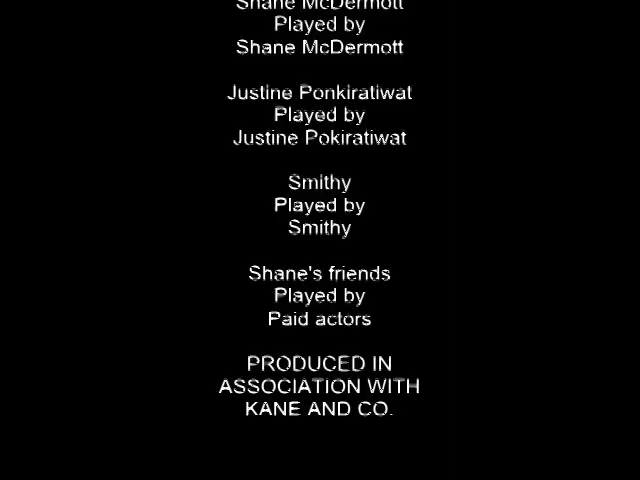 Shane McDermott
Played by
Shane McDermott
Justine Ponkiratiwat
Played by
Justine Pokiratiwat
Smithy
Played by
Smithy
Shane's friends
Played by
Paid actors
PRODUCED IN
ASSOCIATION WITH
KANE AND CO.